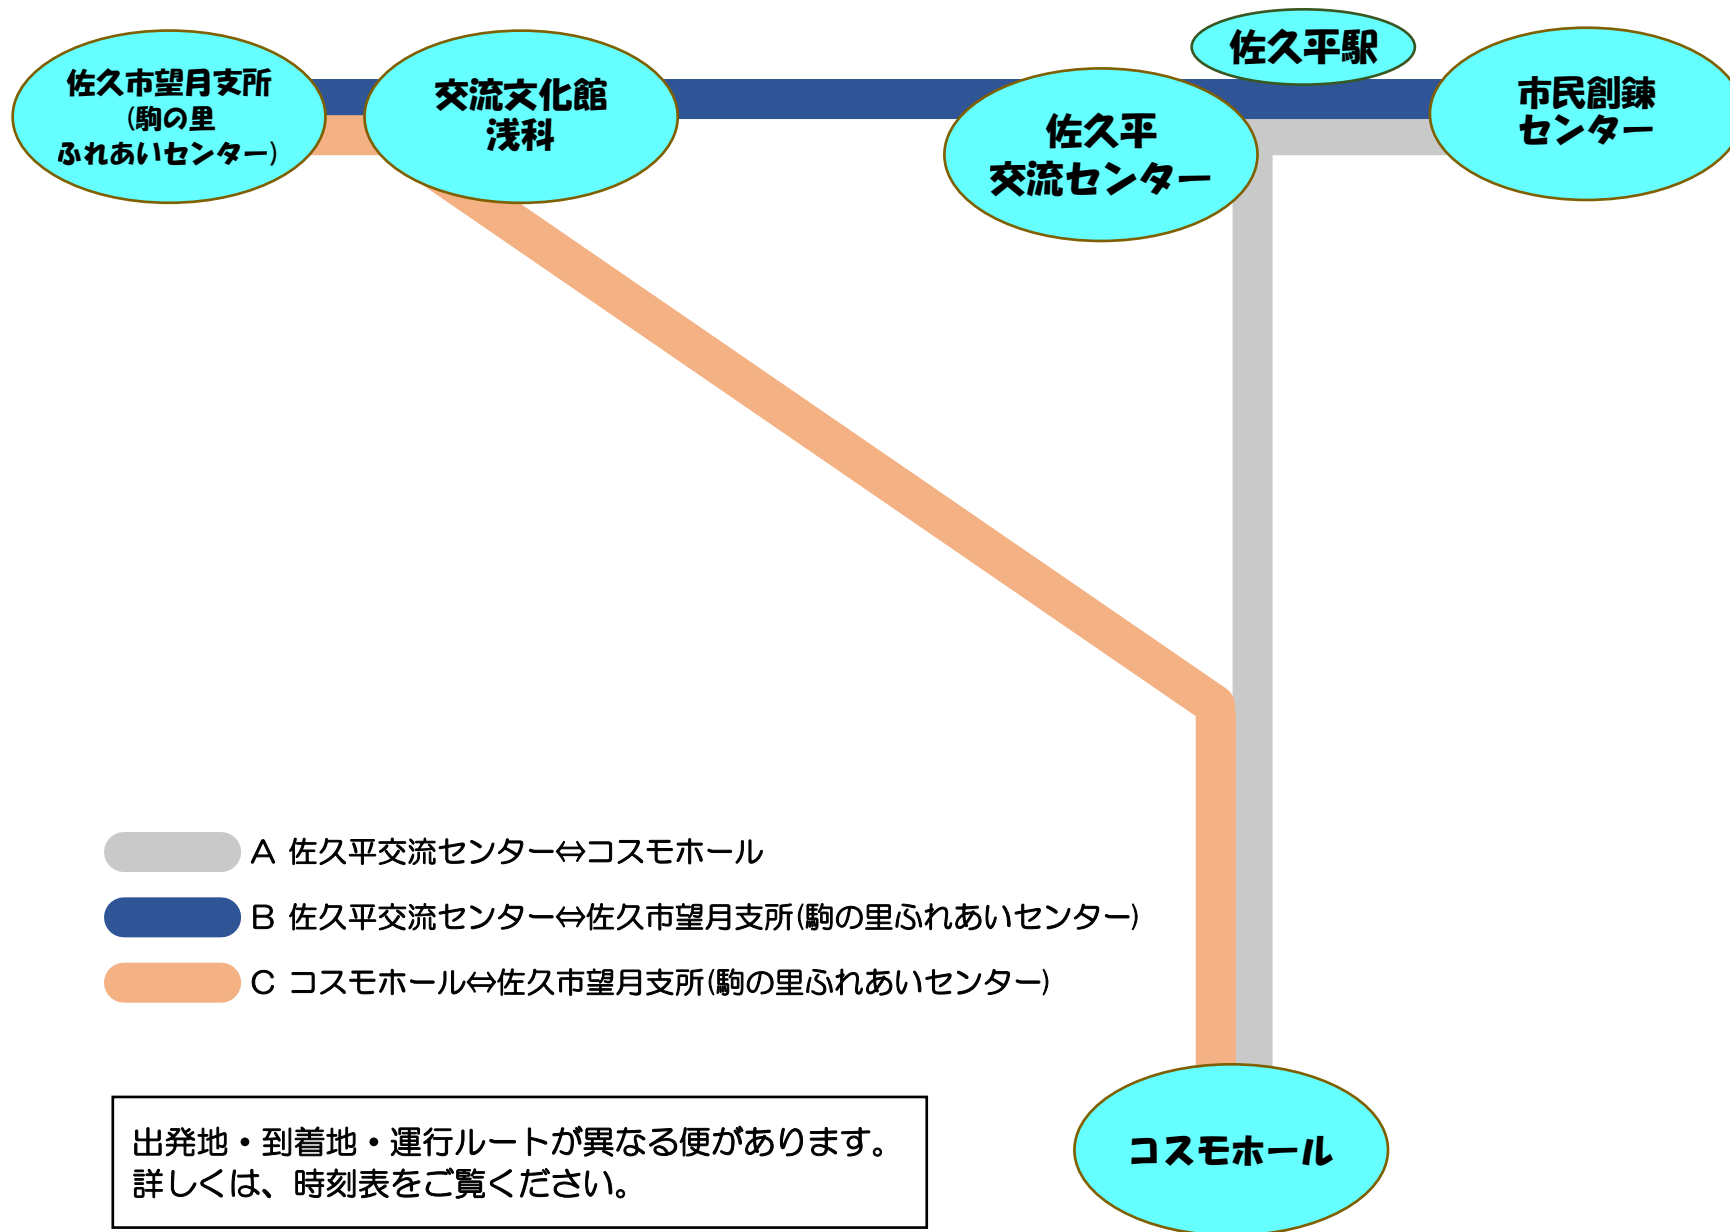 佐久市望月支所
(駒の里
ふれあいセンター)
交流文化館
浅科
佐久平
交流センター
佐久平駅
市民創錬
センター
A 佐久平交流センター⇔コスモホール
B 佐久平交流センター⇔佐久市望月支所(駒の里ふれあいセンター)
C コスモホール⇔佐久市望月支所(駒の里ふれあいセンター)
出発地・到着地・運行ルートが異なる便があります。
詳しくは、時刻表をご覧ください。
コスモホール